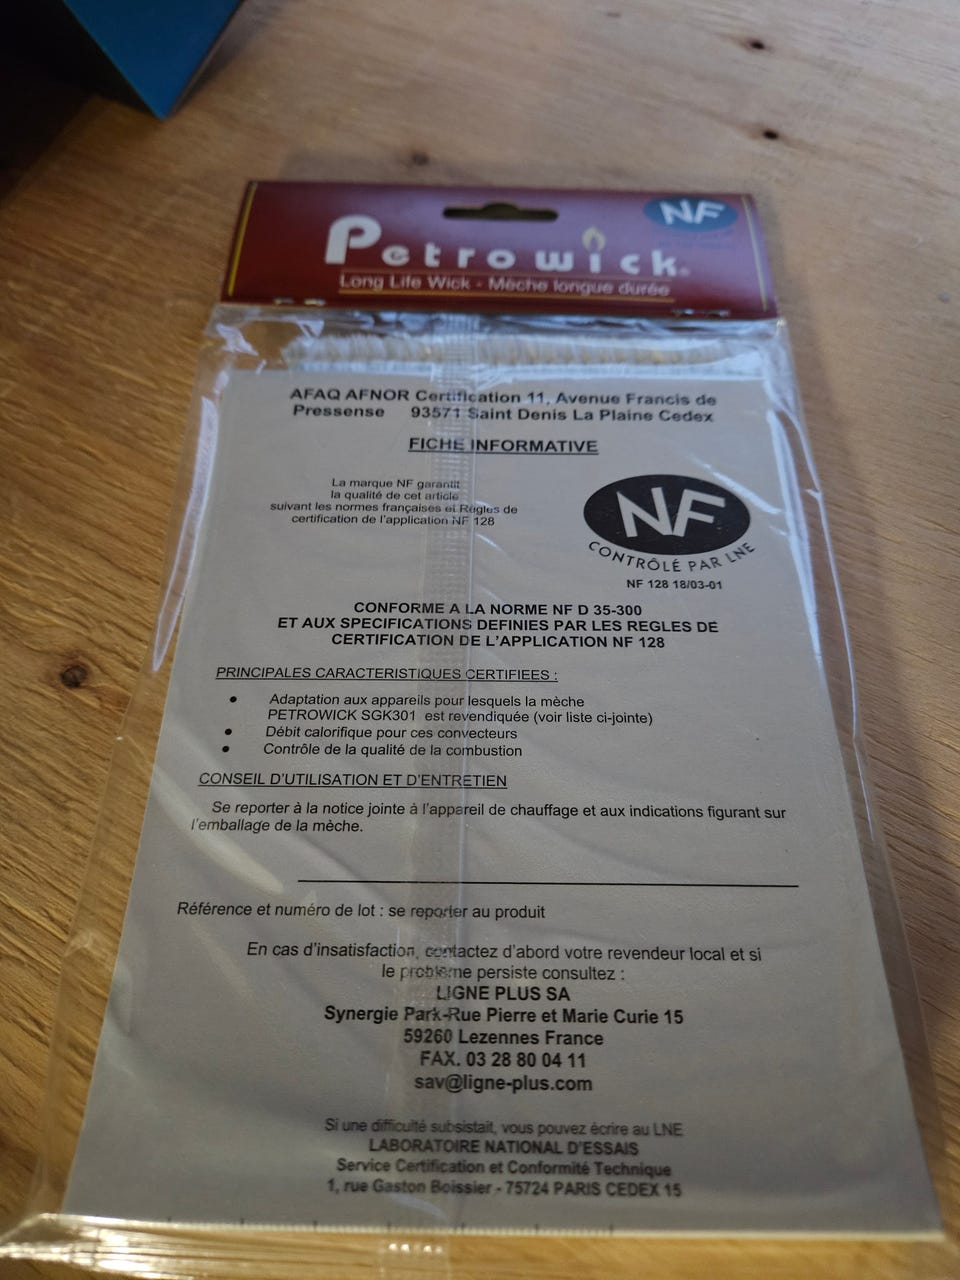 NF
Petrowick®
Long Life Wick - Mèche longue durée
AFAQ AFNOR Certification 11, Avenue Francis de
Pressense 93571 Saint Denis La Plaine Cedex
FICHE INFORMATIVE
La marque NF garantit
la qualité de cet article
suivant les normes françaises et Règles de
certification de l'application NF 128
NF
CONTRÔLÉ PAR LNE
NF 128 18/03-01
CONFORME A LA NORME NF D 35-300
ET AUX SPECIFICATIONS DEFINIES PAR LES REGLES DE
CERTIFICATION DE L'APPLICATION NF 128
PRINCIPALES CARACTERISTIQUES CERTIFIEES :
• Adaptation aux appareils pour lesquels la mèche
PETROWICK SGK301 est revendiquée (voir liste ci-jointe)
• Débit calorifique pour ces convecteurs
• Contrôle de la qualité de la combustion
CONSEIL D'UTILISATION ET D'ENTRETIEN
Se reporter à la notice jointe à l'appareil de chauffage et aux indications figurant sur
l'emballage de la mèche.
Référence et numéro de lot : se reporter au produit
En cas d'insatisfaction, contactez d'abord votre revendeur local et si
le problème persiste consultez :
LIGNE PLUS SA
Synergie Park-Rue Pierre et Marie Curie 15
59260 Lezennes France
FAX. 03 28 80 04 11
sav@ligne-plus.com
Si une difficulté subsistait, vous pouvez écrire au LNE
LABORATOIRE NATIONAL D'ESSAIS
Service Certification et Conformité Technique
1, rue Gaston Boissier - 75724 PARIS CEDEX 15